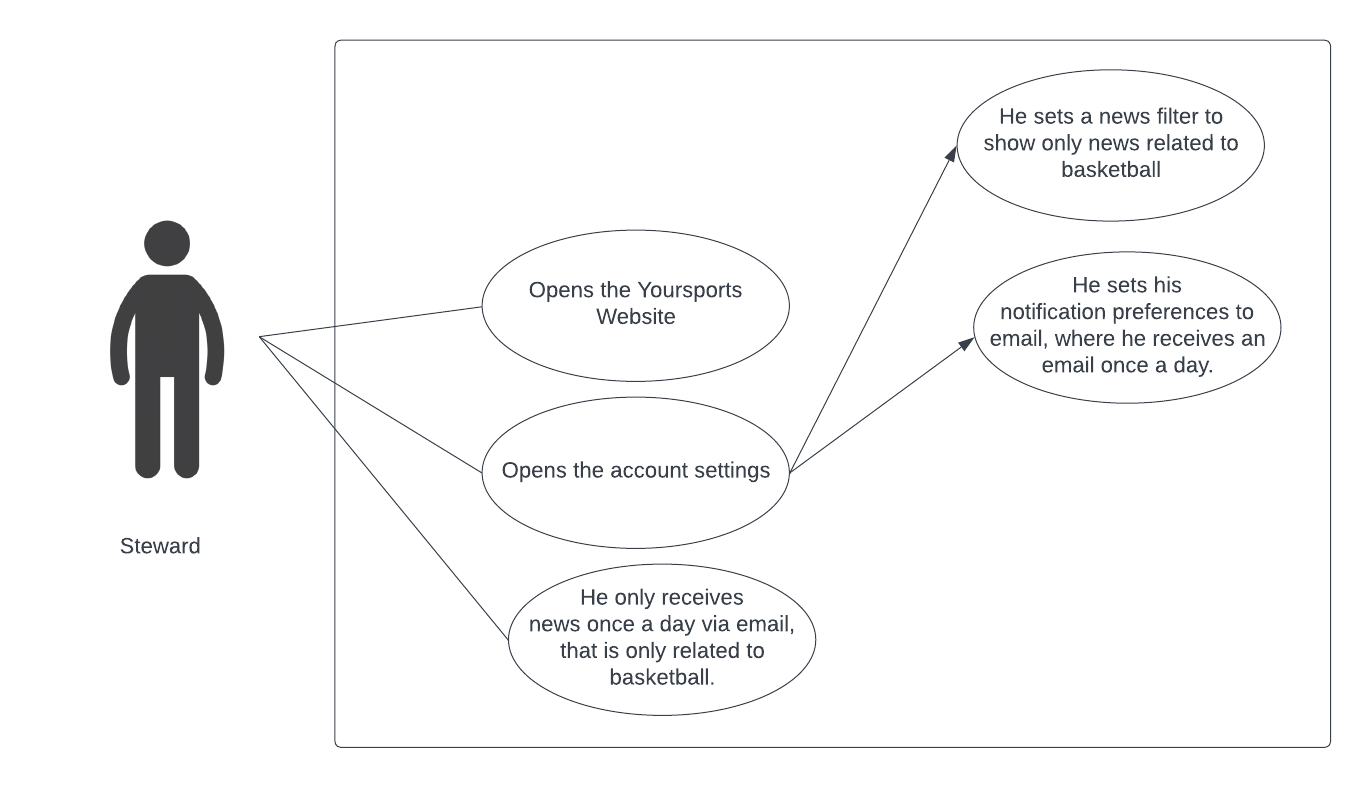 He sets a news filter to
show only news related to
basketball
Opens the Yoursports
Website
He sets his
notification preferences to
email, where he receives an
email once a day.
Opens the account settings
Steward
He only receives
news once a day via email,
that is only related to
basketball.